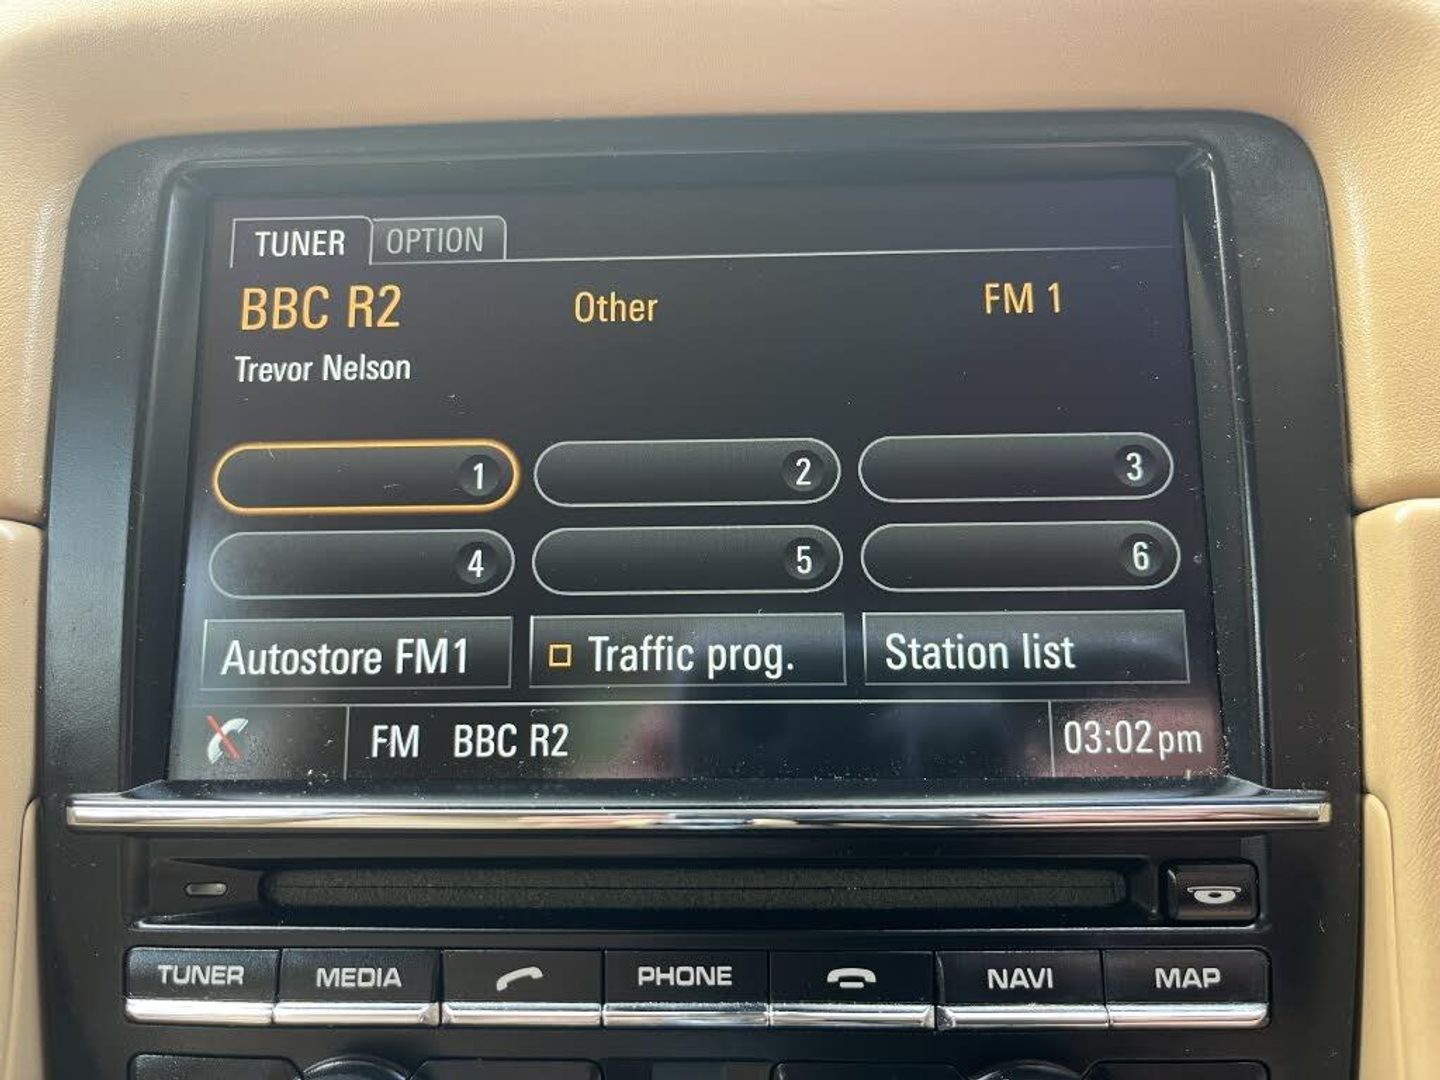 TUNER OPTION
BBC R2 Other FM 1
Trevor Nelson
1 2 3
4 5 6
Autostore FM1 Traffic prog. Station list
FM BBC R2 03:02pm
TUNER MEDIA PHONE NAVI MAP